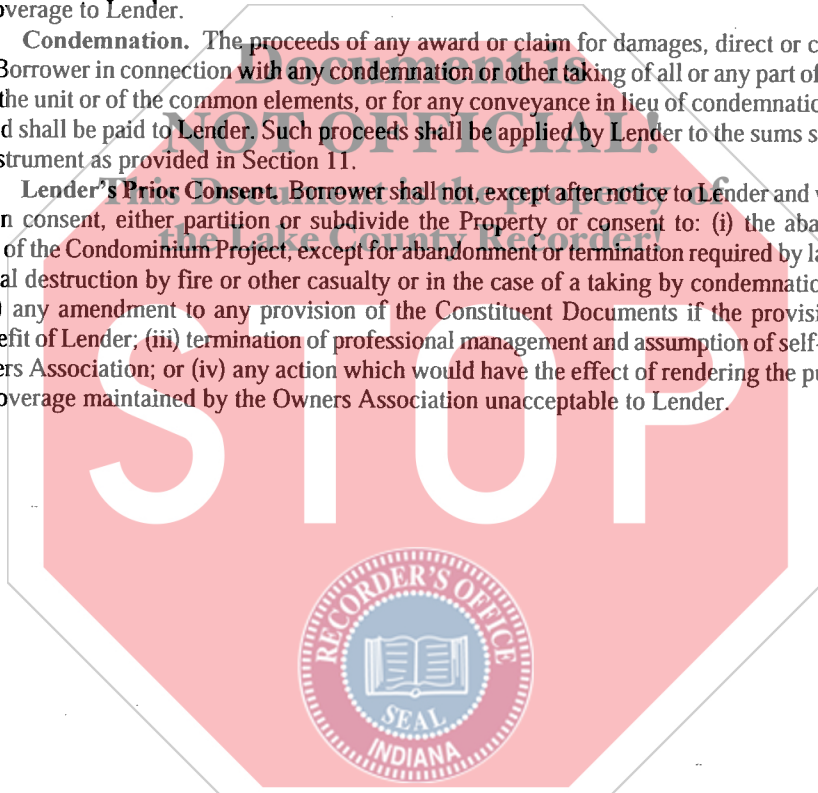 overage to Lender.
Condemnation. The proceeds of any award or claim for damages, direct or c
Borrower in connection with any condemnation or other taking of all or any part of
the unit or of the common elements, or for any conveyance in lieu of condemnatio
d shall be paid to Lender. Such proceeds shall be applied by Lender to the sums s
strument as provided in Section 11.
Lender's Prior Consent. Borrower shall not, except after notice to Lender and
n consent, either partition or subdivide the Property or consent to: (i) the aba
of the Condominium Project, except for abandonment or termination required by la
al destruction by fire or other casualty or in the case of a taking by condemnatio
) any amendment to any provision of the Constituent Documents if the provisi
efit of Lender; (iii) termination of professional management and assumption of self-
ers Association; or (iv) any action which would have the effect of rendering the pu
overage maintained by the Owners Association unacceptable to Lender.
Document is
NOT OFFICIAL!
This Document is the property of
the Lake County Recorder!
STOP
RECORDER'S OFFICE
SEAL
INDIANA